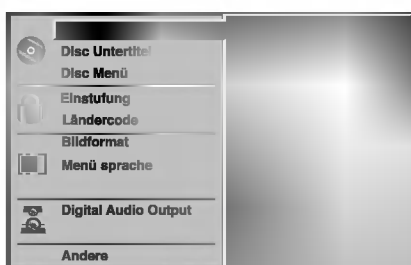 Disc Untertitel
Disc Menü
Einstufung
Ländercode
Bildformat
Menü sprache
Digital Audio Output
Andere